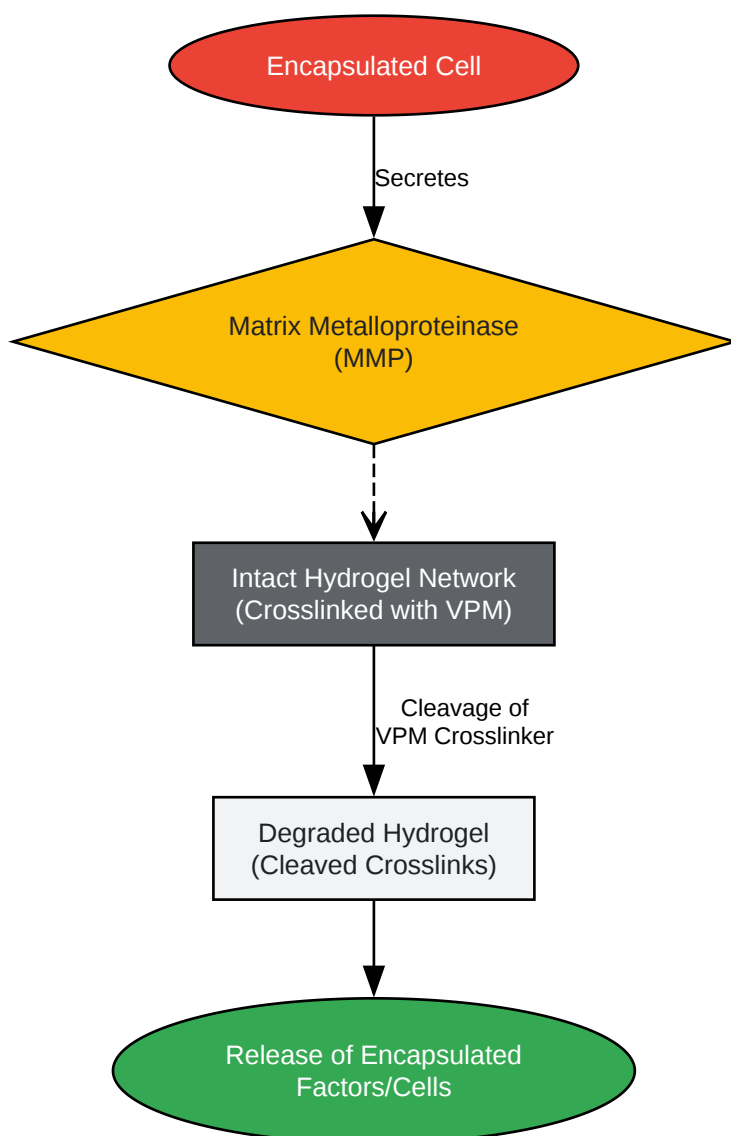 Encapsulated Cell
Secretes
Matrix Metalloproteinase
(MMP)
Intact Hydrogel Network
(Crosslinked with VPM)
Cleavage of
VPM Crosslinker
Degraded Hydrogel
(Cleaved Crosslinks)
Release of Encapsulated
Factors/Cells